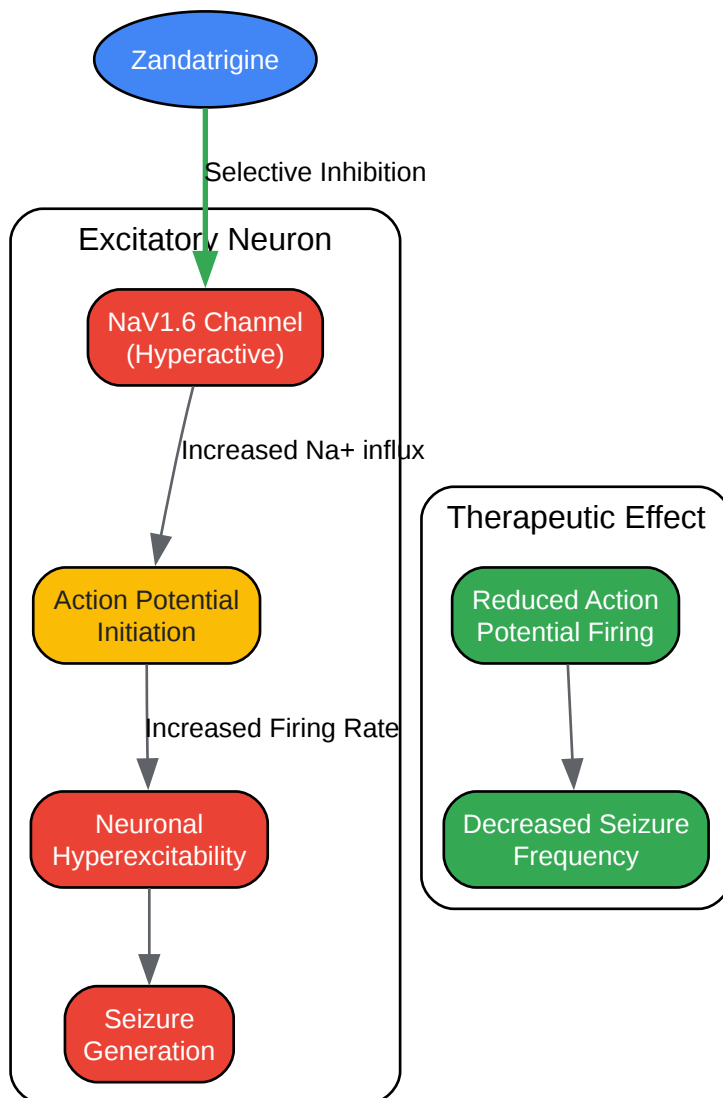 Zandatrigine
Selective Inhibition
Excitatory Neuron
NaV1.6 Channel
(Hyperactive)
Increased Na+ influx
Action Potential
Initiation
Increased Firing Rate
Neuronal
Hyperexcitability
Seizure
Generation
Therapeutic Effect
Reduced Action
Potential Firing
Decreased Seizure
Frequency